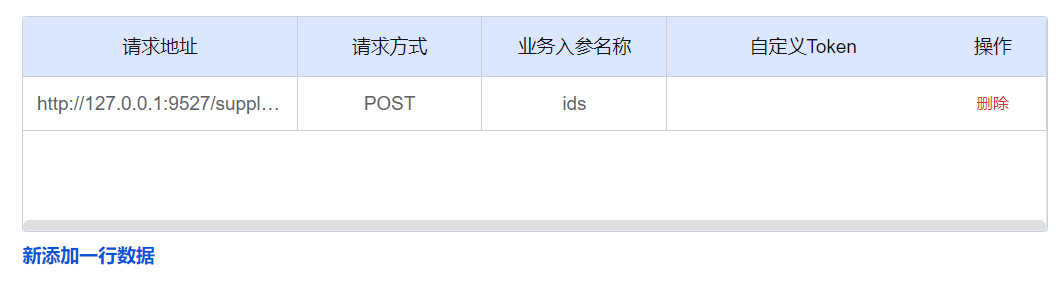 请求地址 请求方式 业务入参名称 自定义Token 操作
http://127.0.0.1:9527/suppl… POST ids 删除
新添加一行数据